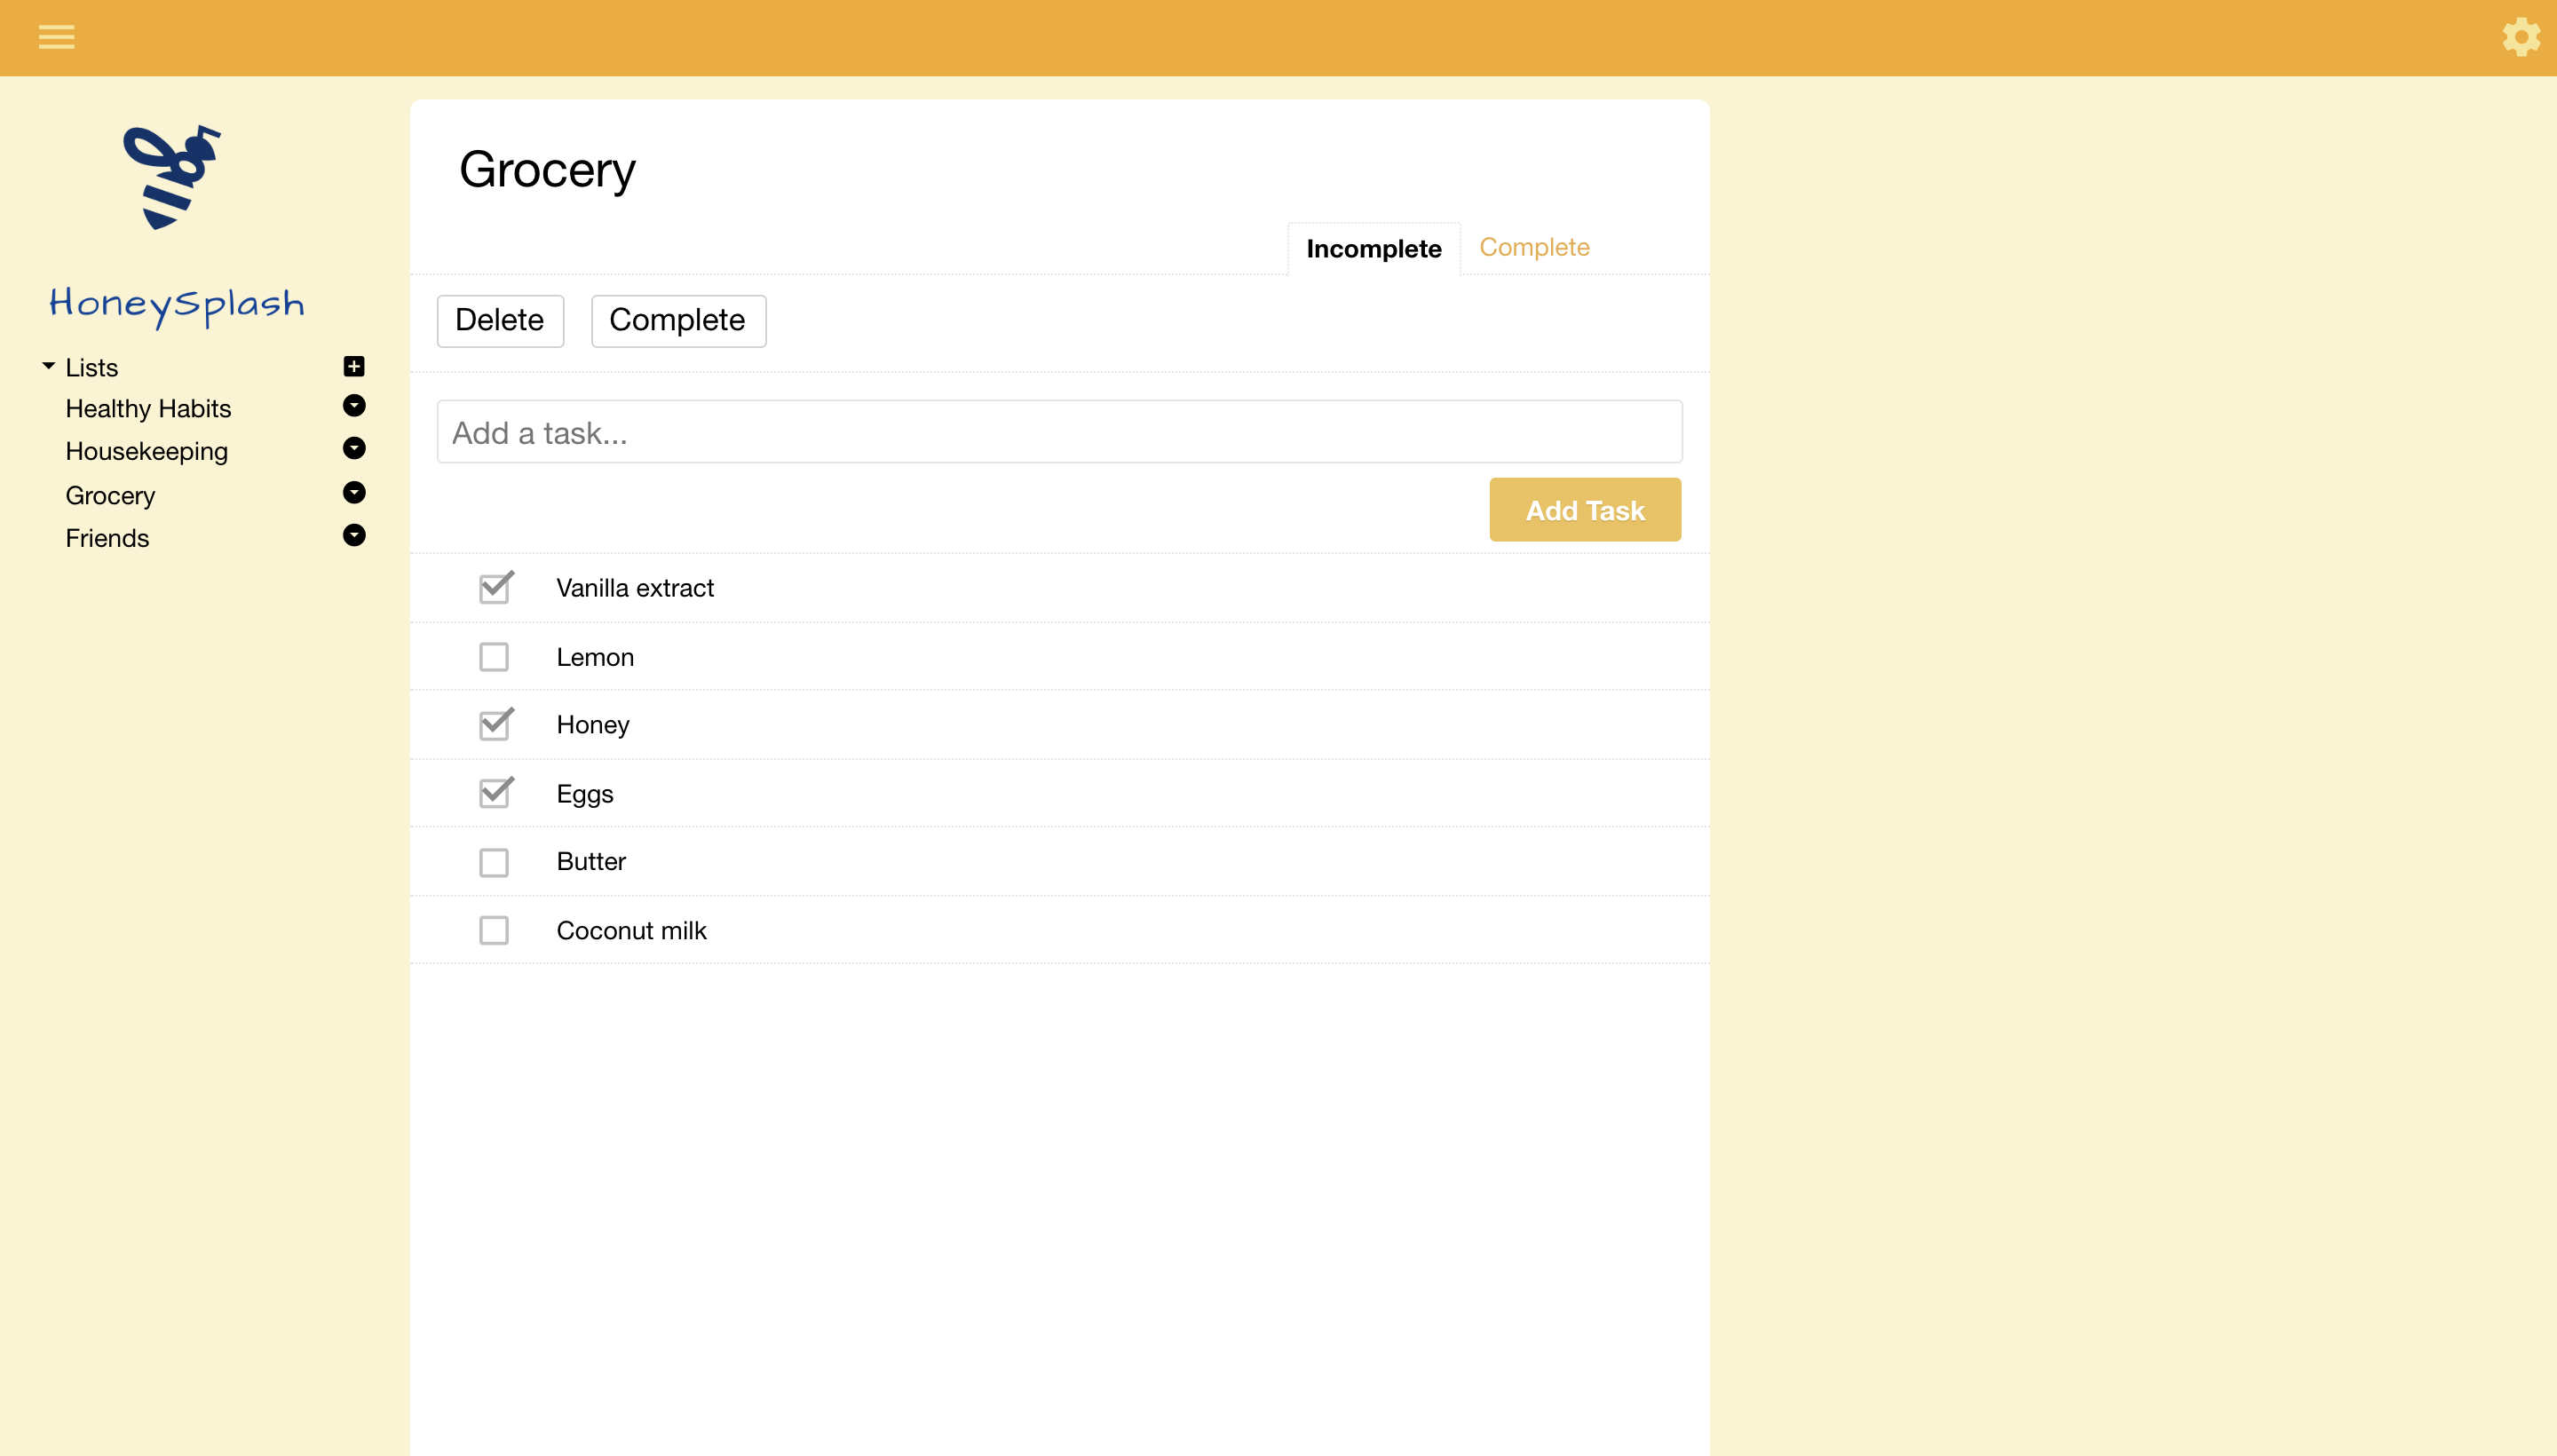 HoneySplash
Lists
Healthy Habits
Housekeeping
Grocery
Friends
Grocery
Incomplete Complete
Delete Complete
Add a task...
Add Task
Vanilla extract
Lemon
Honey
Eggs
Butter
Coconut milk